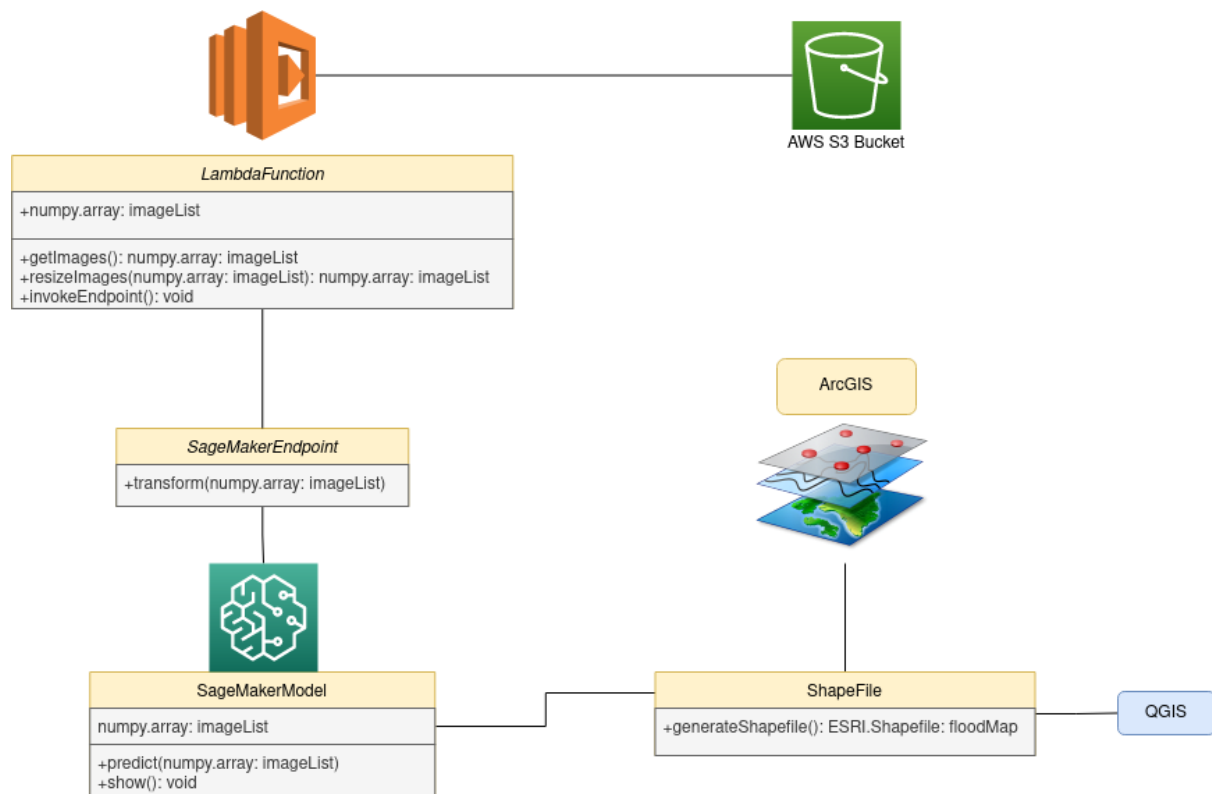 AWS S3 Bucket
LambdaFunction
+numpy.array: imageList
+getImages(): numpy.array: imageList
+resizeImages(numpy.array: imageList): numpy.array: imageList
+invokeEndpoint(): void
ArcGIS
SageMakerEndpoint
+transform(numpy.array: imageList)
SageMakerModel
numpy.array: imageList
+predict(numpy.array: imageList)
+show(): void
ShapeFile
+generateShapefile(): ESRI.Shapefile: floodMap
QGIS